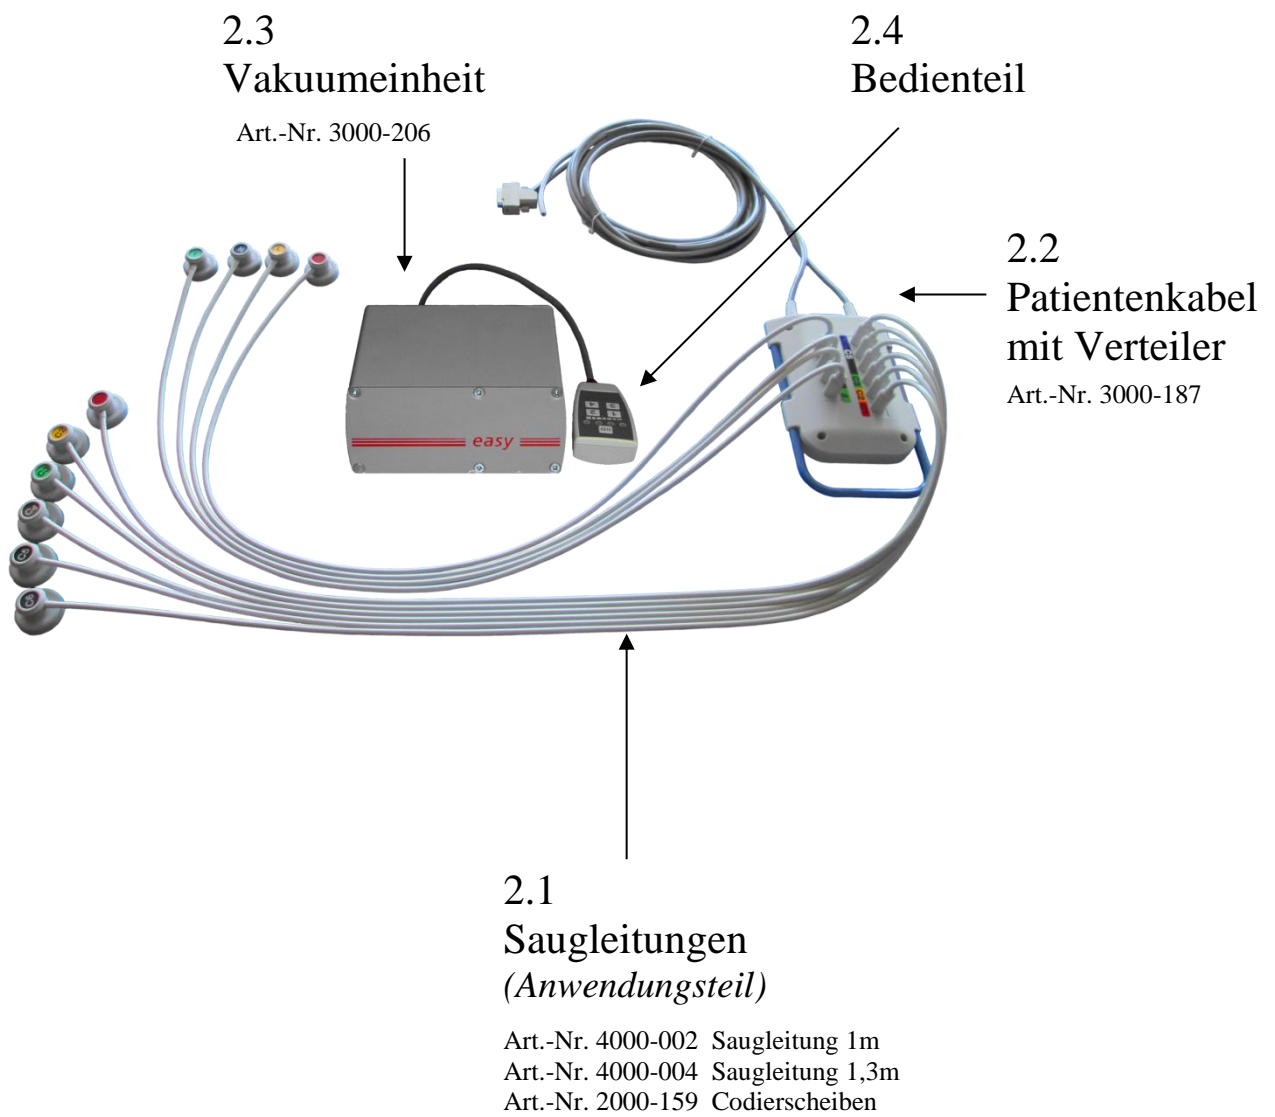 2.3
Vakuumeinheit
Art.-Nr. 3000-206
2.4
Bedienteil
2.2
Patientenkabel
mit Verteiler
Art.-Nr. 3000-187
easy
2.1
Saugleitungen
(Anwendungsteil)
Art.-Nr. 4000-002 Saugleitung 1m
Art.-Nr. 4000-004 Saugleitung 1,3m
Art.-Nr. 2000-159 Codierscheiben